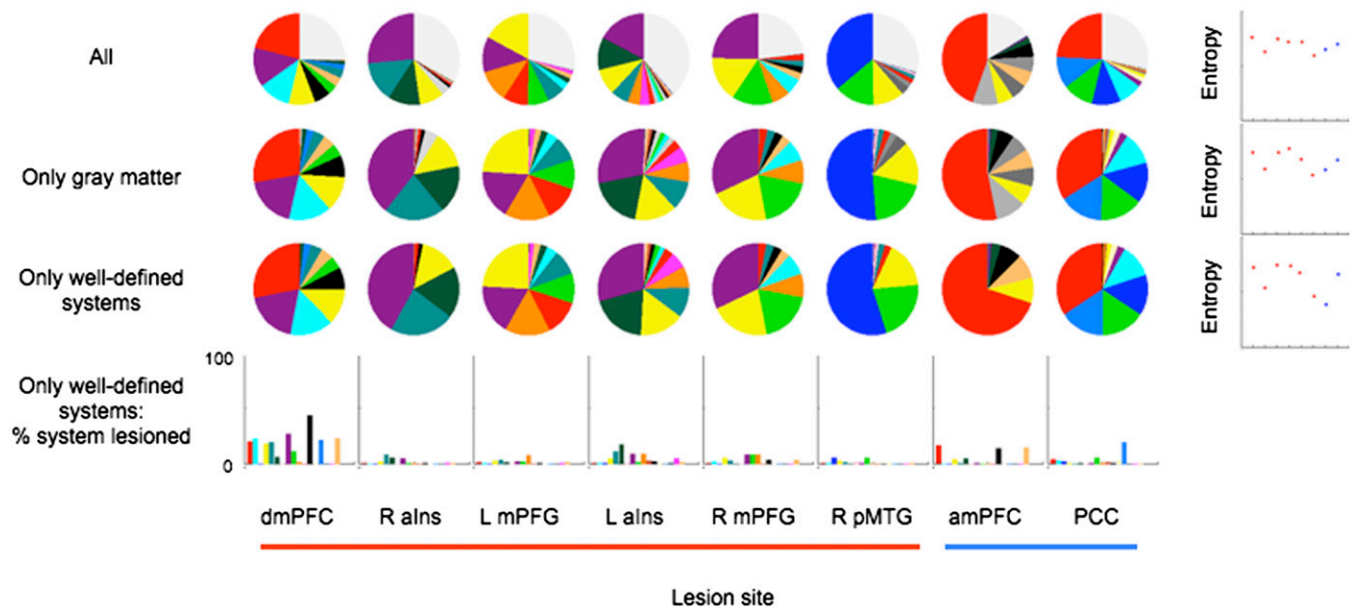 All
Entropy
Only gray matter
Entropy
Only well-defined
systems
Entropy
Only well-defined
systems:
% system lesioned
100
0
dmPFC
R aIns
L mPFG
L aIns
R mPFG
R pMTG
amPFC
PCC
Lesion site